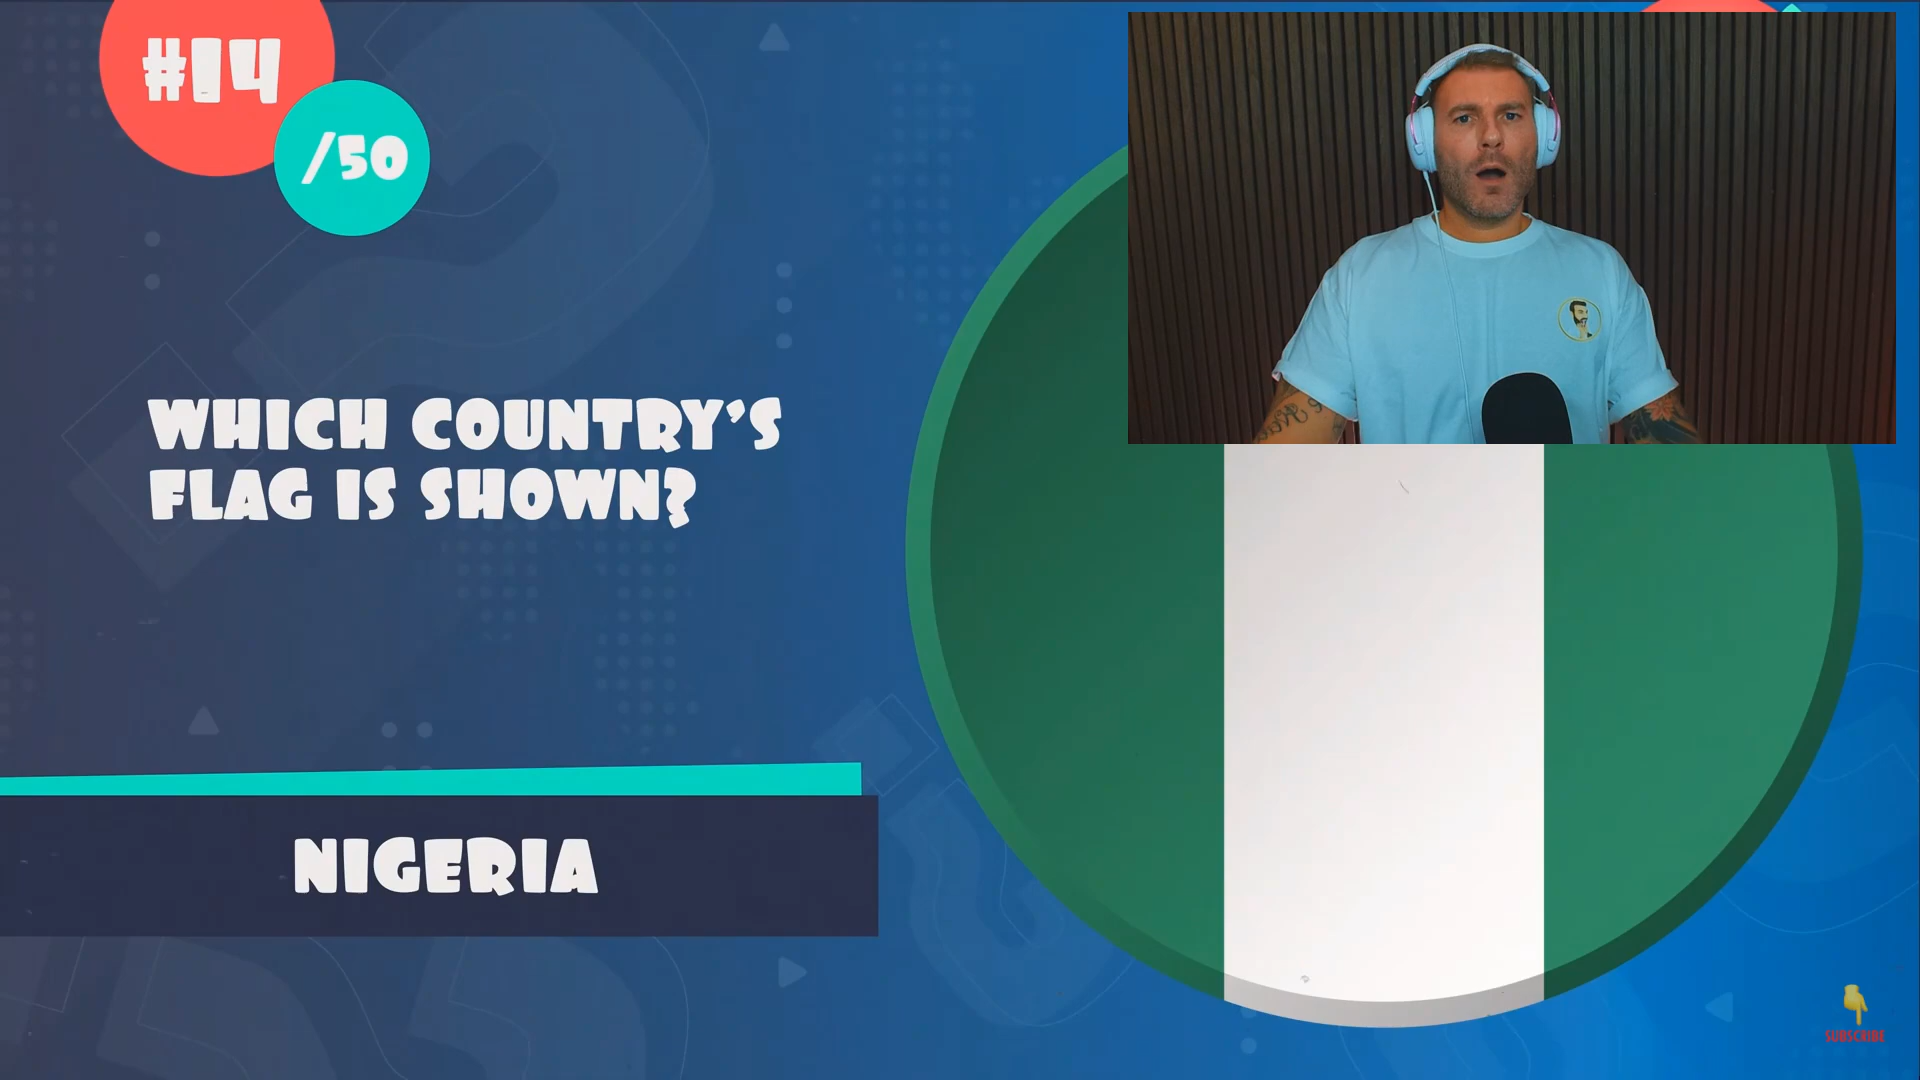 #14
/50
WHICH COUNTRY'S
FLAG IS SHOWN?
NIGERIA
SUBSCRIBE